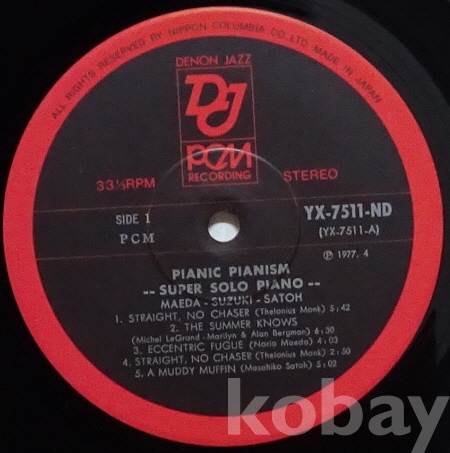 ALL RIGHTS RESERVED BY NIPPON COLUMBIA CO., LTD. MADE IN JAPAN
DENON JAZZ
DJ
PCM
RECORDING
33⅓RPM
STEREO
SIDE 1
PCM
YX-7511-ND
(YX-7511-A)
Ⓟ 1977. 4
PIANIC PIANISM
-- SUPER SOLO PIANO --
MAEDA - SUZUKI - SATOH
1. STRAIGHT, NO CHASER (Thelonius Monk) 5:42
2. THE SUMMER KNOWS
(Michel LeGrand - Marilyn & Alan Bergman) 6:30
3. ECCENTRIC FUGUE (Norio Maeda) 4:03
4. STRAIGHT, NO CHASER (Thelonius Monk) 2:50
5. A MUDDY MUFFIN (Masahiko Satoh) 5:02
kobay